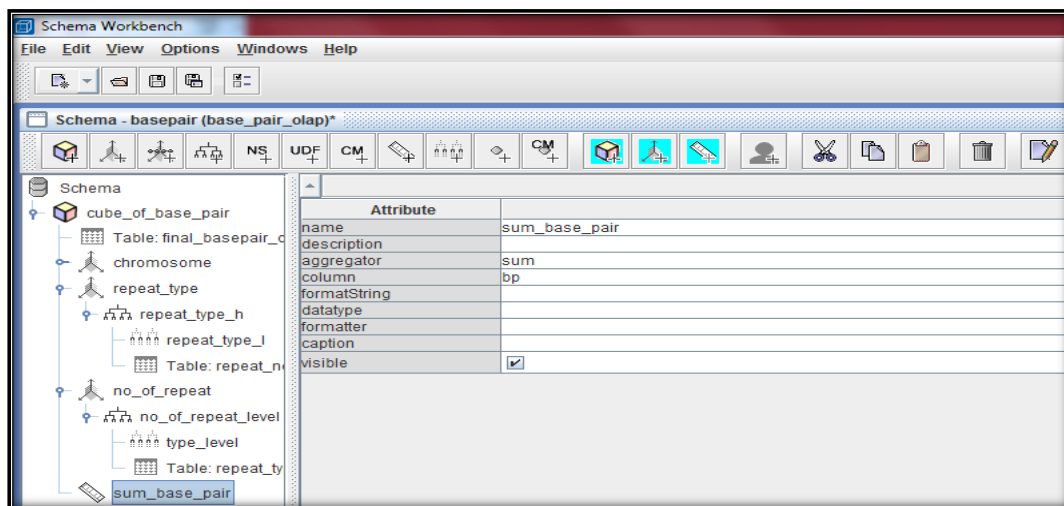 Schema Workbench
File Edit View Options Windows Help
Schema - basepair (base_pair_olap)*
NS UDF CM CM
Schema
cube_of_base_pair
Table: final_basepair_
chromosome
repeat_type
repeat_type_h
repeat_type_l
Table: repeat_n
no_of_repeat
no_of_repeat_level
type_level
Table: repeat_ty
sum_base_pair
Attribute
name sum_base_pair
description
aggregator sum
column bp
formatString
datatype
formatter
caption
visible